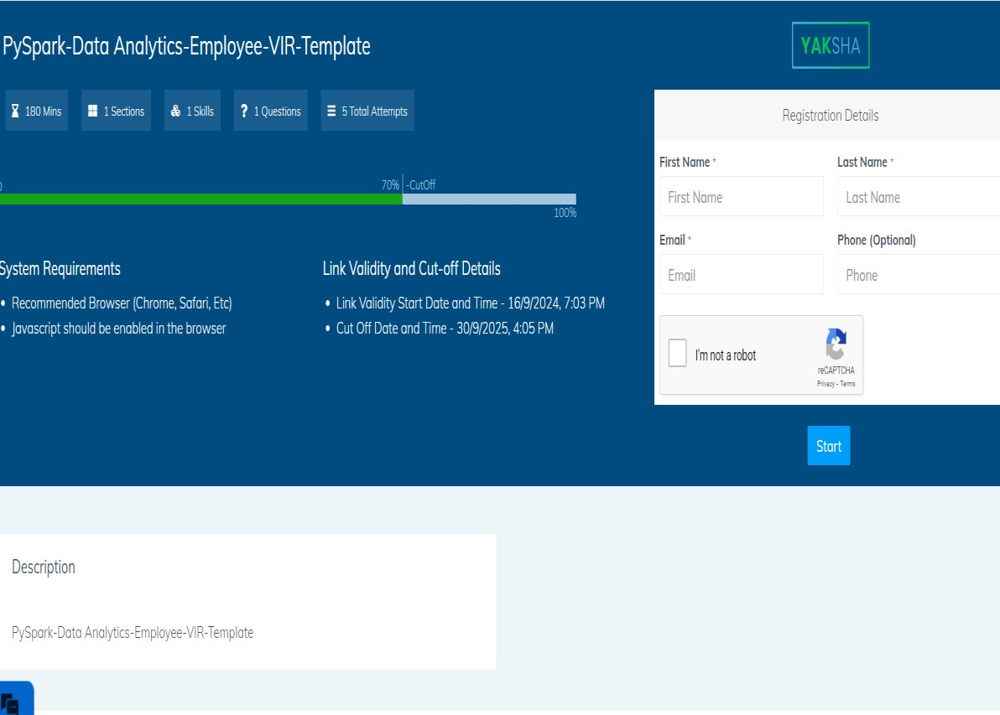 PySpark-Data Analytics-Employee-VIR-Template
YAKSHA
180 Mins
1 Sections
1 Skills
1 Questions
5 Total Attempts
70%
-CutOff
100%
System Requirements
Recommended Browser (Chrome, Safari, Etc)
Javascript should be enabled in the browser
Link Validity and Cut-off Details
Link Validity Start Date and Time - 16/9/2024, 7:03 PM
Cut Off Date and Time - 30/9/2025, 4:05 PM
Registration Details
First Name * Last Name *
First Name Last Name
Email * Phone (Optional)
Email Phone
I'm not a robot
reCAPTCHA
Privacy - Terms
Start
Description
PySpark-Data Analytics-Employee-VIR-Template